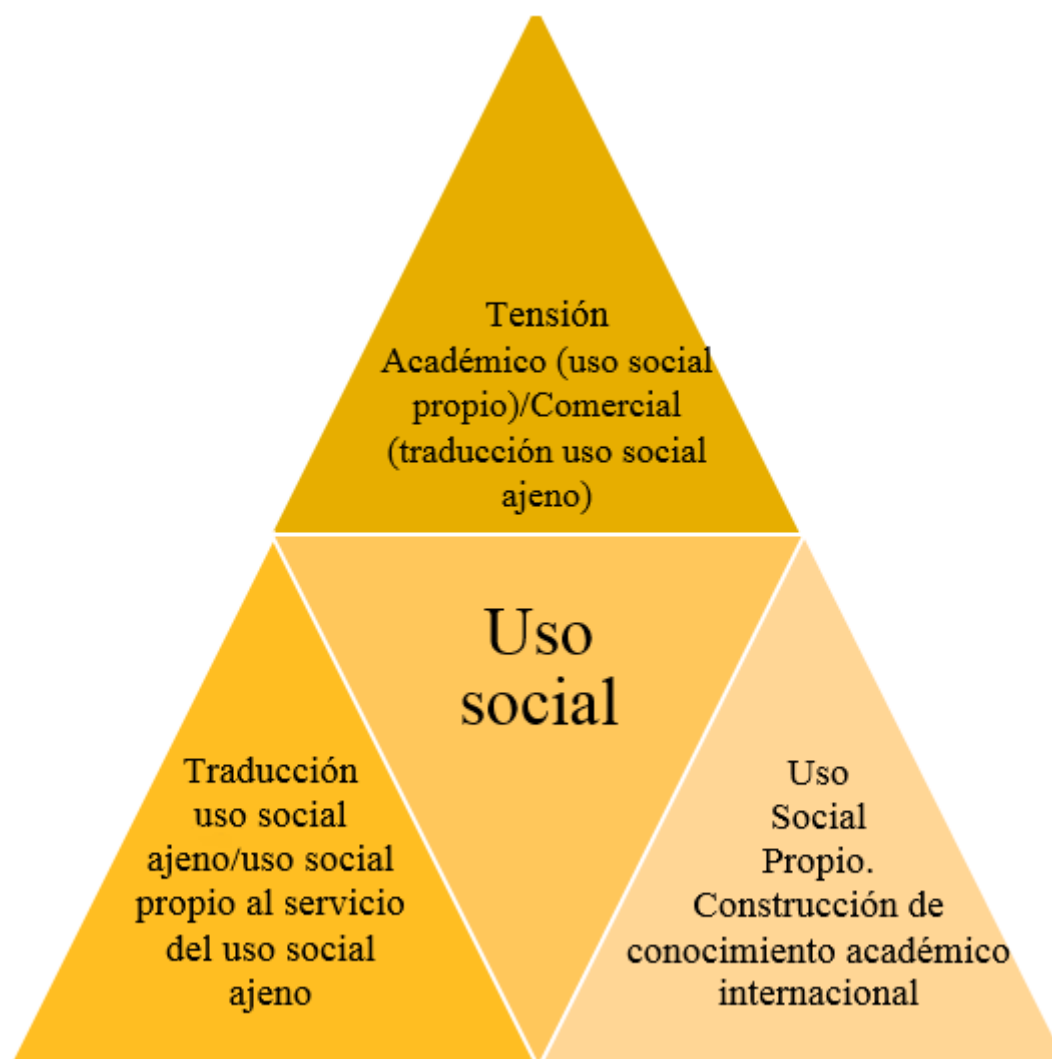 Tensión
Académico (uso social
propio)/Comercial
(traducción uso social
ajeno)
Uso
social
Traducción
uso social
ajeno/uso social
propio al servicio
del uso social
ajeno
Uso
Social
Propio.
Construcción de
conocimiento académico
internacional